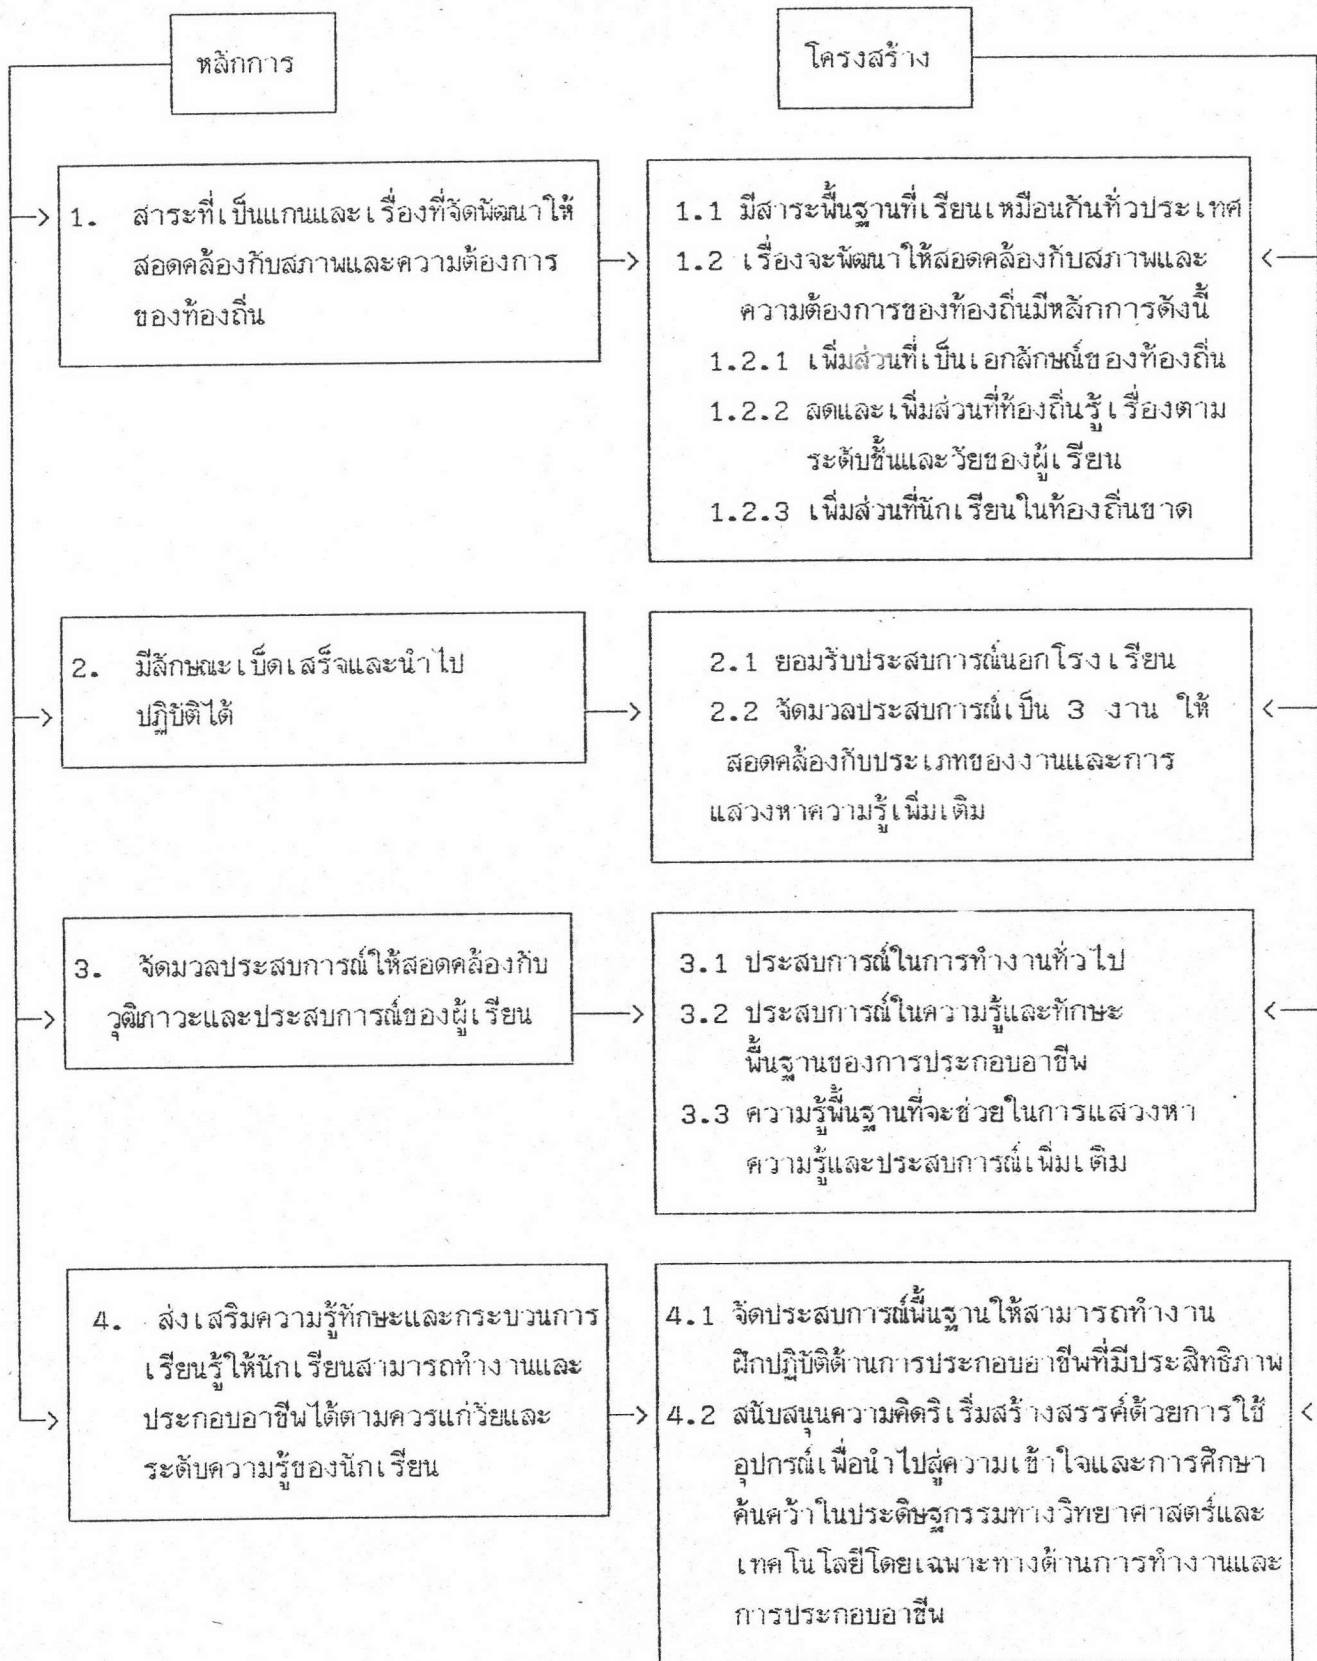 หลักการ
โครงสร้าง
1. สาระที่เป็นแกนและเรื่องที่จัดพัฒนาให้
สอดคล้องกับสภาพและความต้องการ
ของท้องถิ่น
1.1 มีสาระพื้นฐานที่เรียนเหมือนกันทั่วประเทศ
1.2 เรื่องจะพัฒนาให้สอดคล้องกับสภาพและ
ความต้องการของท้องถิ่นมีหลักการดังนี้
1.2.1 เพิ่มส่วนที่เป็นเอกลักษณ์ของท้องถิ่น
1.2.2 ลดและเพิ่มส่วนที่ท้องถิ่นรู้เรื่องตาม
ระดับชั้นและวัยของผู้เรียน
1.2.3 เพิ่มส่วนที่นักเรียนในท้องถิ่นขาด
2. มีลักษณะเบ็ดเสร็จและนำไป
ปฏิบัติได้
2.1 ยอมรับประสบการณ์นอกโรงเรียน
2.2 จัดมวลประสบการณ์เป็น 3 งาน ให้
สอดคล้องกับประเภทของงานและการ
แสวงหาความรู้เพิ่มเติม
3. จัดมวลประสบการณ์ให้สอดคล้องกับ
วุฒิภาวะและประสบการณ์ของผู้เรียน
3.1 ประสบการณ์ในการทำงานทั่วไป
3.2 ประสบการณ์ในความรู้และทักษะ
พื้นฐานของการประกอบอาชีพ
3.3 ความรู้พื้นฐานที่จะช่วยในการแสวงหา
ความรู้และประสบการณ์เพิ่มเติม
4. ส่งเสริมความรู้ทักษะและกระบวนการ
เรียนรู้ให้นักเรียนสามารถทำงานและ
ประกอบอาชีพได้ตามควรแก่วัยและ
ระดับความรู้ของนักเรียน
4.1 จัดประสบการณ์พื้นฐานให้สามารถทำงาน
ฝึกปฏิบัติด้านการประกอบอาชีพที่มีประสิทธิภาพ
4.2 สนับสนุนความคิดริเริ่มสร้างสรรค์ด้วยการใช้
อุปกรณ์เพื่อนำไปสู่ความเข้าใจและการศึกษา
ค้นคว้าในประดิษฐกรรมทางวิทยาศาสตร์และ
เทคโนโลยีโดยเฉพาะทางด้านการทำงานและ
การประกอบอาชีพ